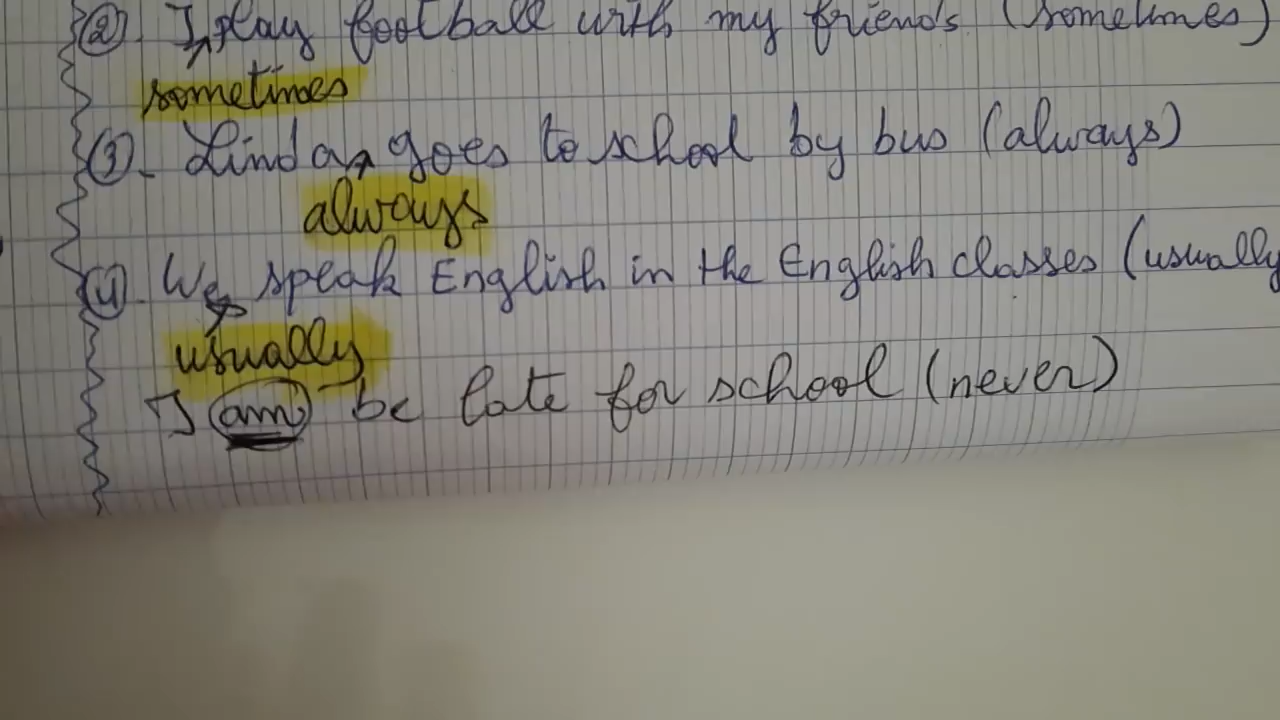 (2). I play football with my friends (sometimes)
sometimes
(3). Linda goes to school by bus (always)
always
(4). We speak English in the English classes (usually
usually
I am be late for school (never)